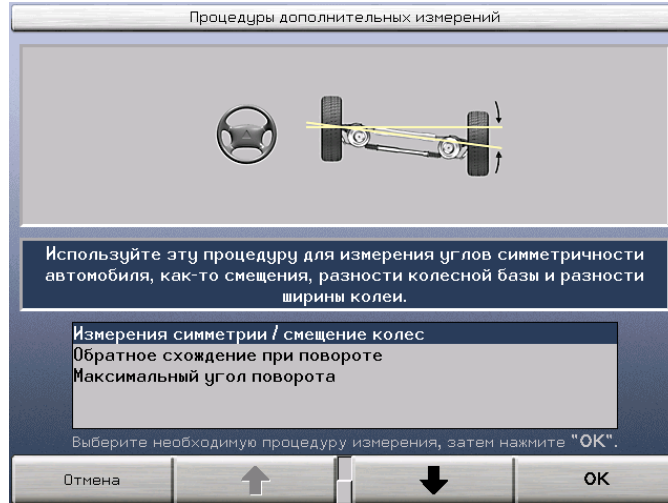 Процедуры дополнительных измерений
Используйте эту процедуру для измерения углов симметричности
автомобиля, как-то смещения, разности колесной базы и разности
ширины колеи.
Измерения симметрии / смещение колес
Обратное схождение при повороте
Максимальный угол поворота
Выберите необходимую процедуру измерения, затем нажмите "ОК".
Отмена
ОК